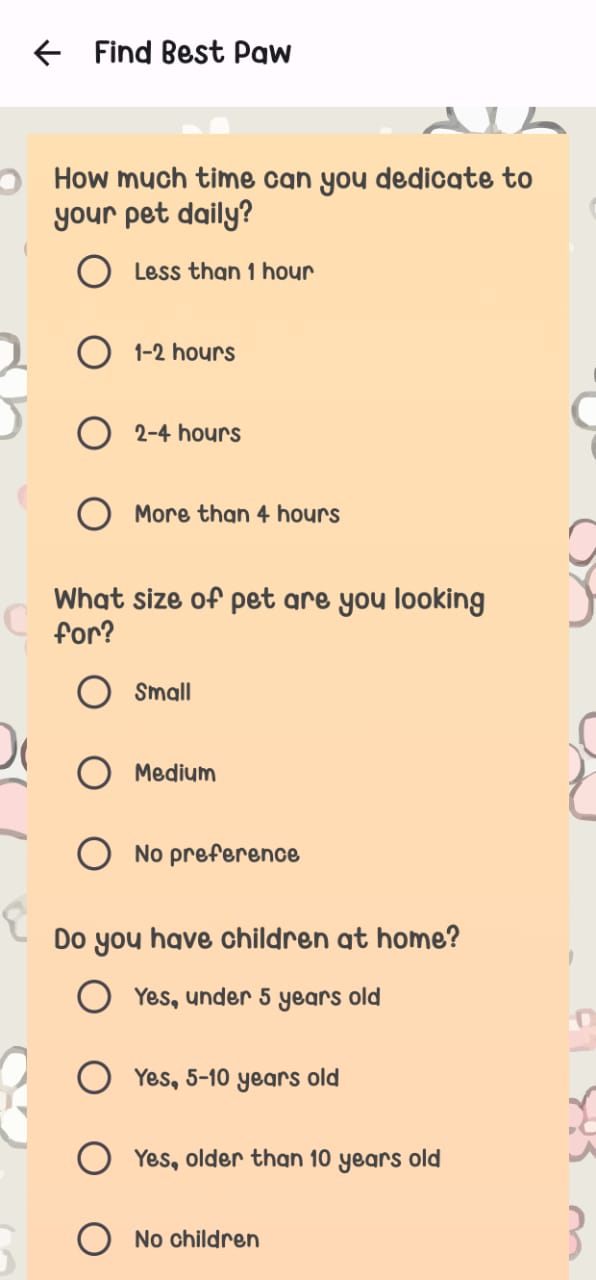 Find Best Paw
How much time can you dedicate to
your pet daily?
Less than 1 hour
1-2 hours
2-4 hours
More than 4 hours
What size of pet are you looking
for?
Small
Medium
No preference
Do you have children at home?
Yes, under 5 years old
Yes, 5-10 years old
Yes, older than 10 years old
No children